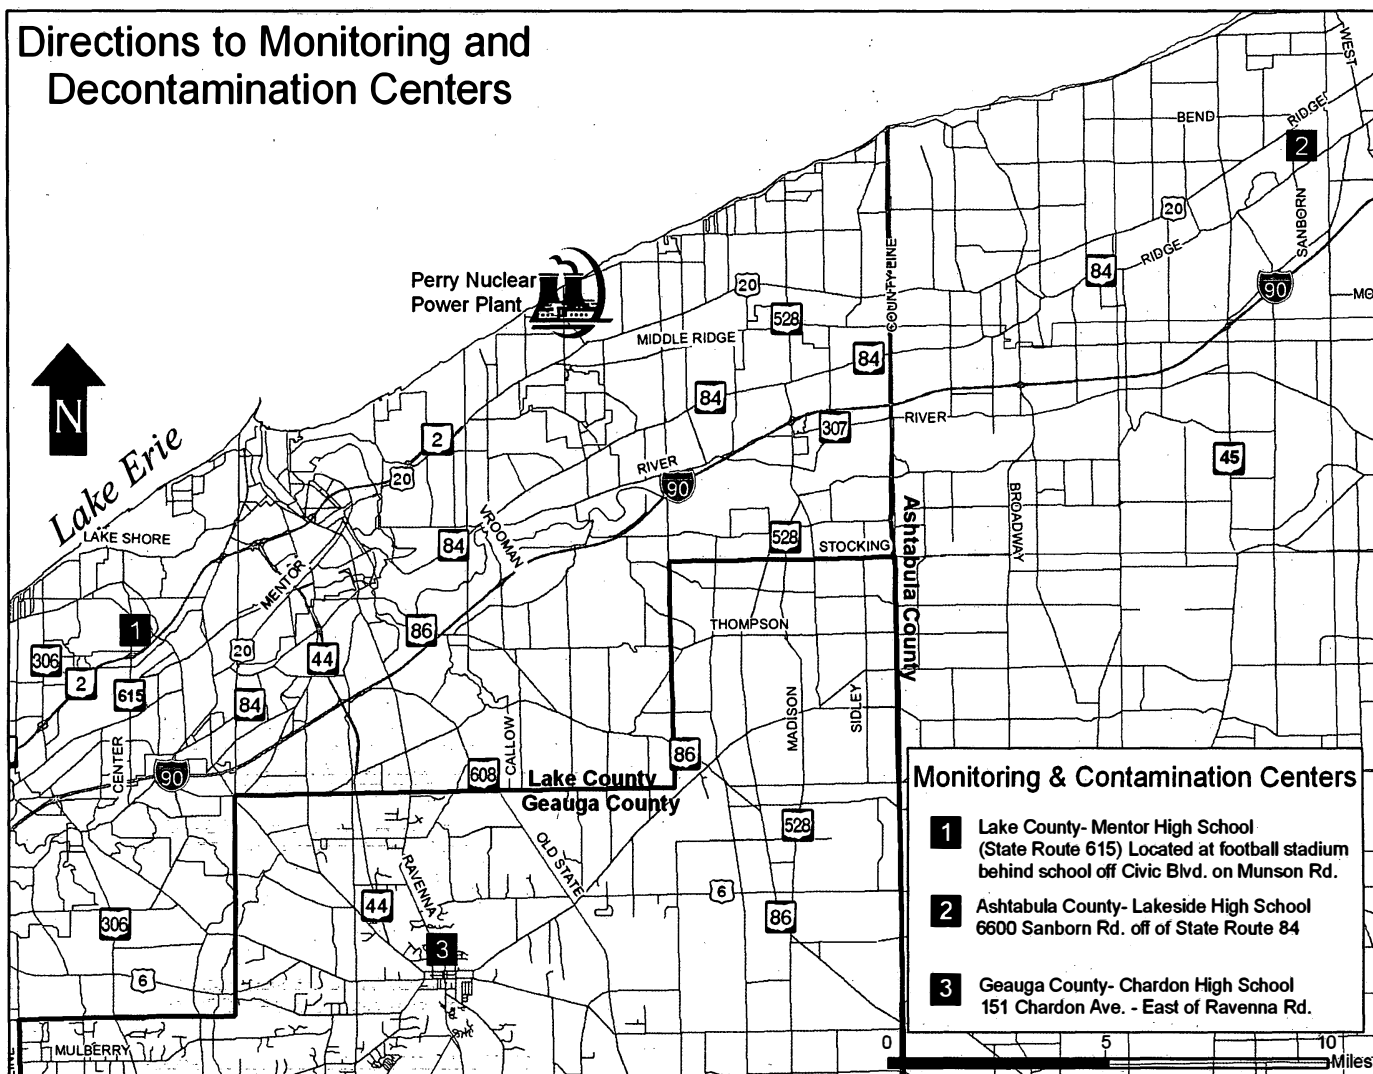 Directions to Monitoring and
Decontamination Centers
WEST
BEND
RIDGE
2
20
SANBORN
RIDGE
84
90
COUNTY LINE
Perry Nuclear
Power Plant
20
528
MIDDLE RIDGE
84
84
N
Lake Erie
2
20
307
RIVER
RIVER
90
45
LAKE SHORE
VROOMAN
84
528
STOCKING
BROADWAY
Ashtabula County
MENTOR
1
86
THOMPSON
306
2
20
44
615
84
MADISON
SIDLEY
CENTER
90
CALLOW
608
86
Lake County
Geauga County
528
OLD STATE
RAVENNA
44
306
6
86
3
6
MULBERRY
Monitoring & Contamination Centers
1 Lake County- Mentor High School
(State Route 615) Located at football stadium
behind school off Civic Blvd. on Munson Rd.
2 Ashtabula County- Lakeside High School
6600 Sanborn Rd. off of State Route 84
3 Geauga County- Chardon High School
151 Chardon Ave. - East of Ravenna Rd.
0 5 10
Miles